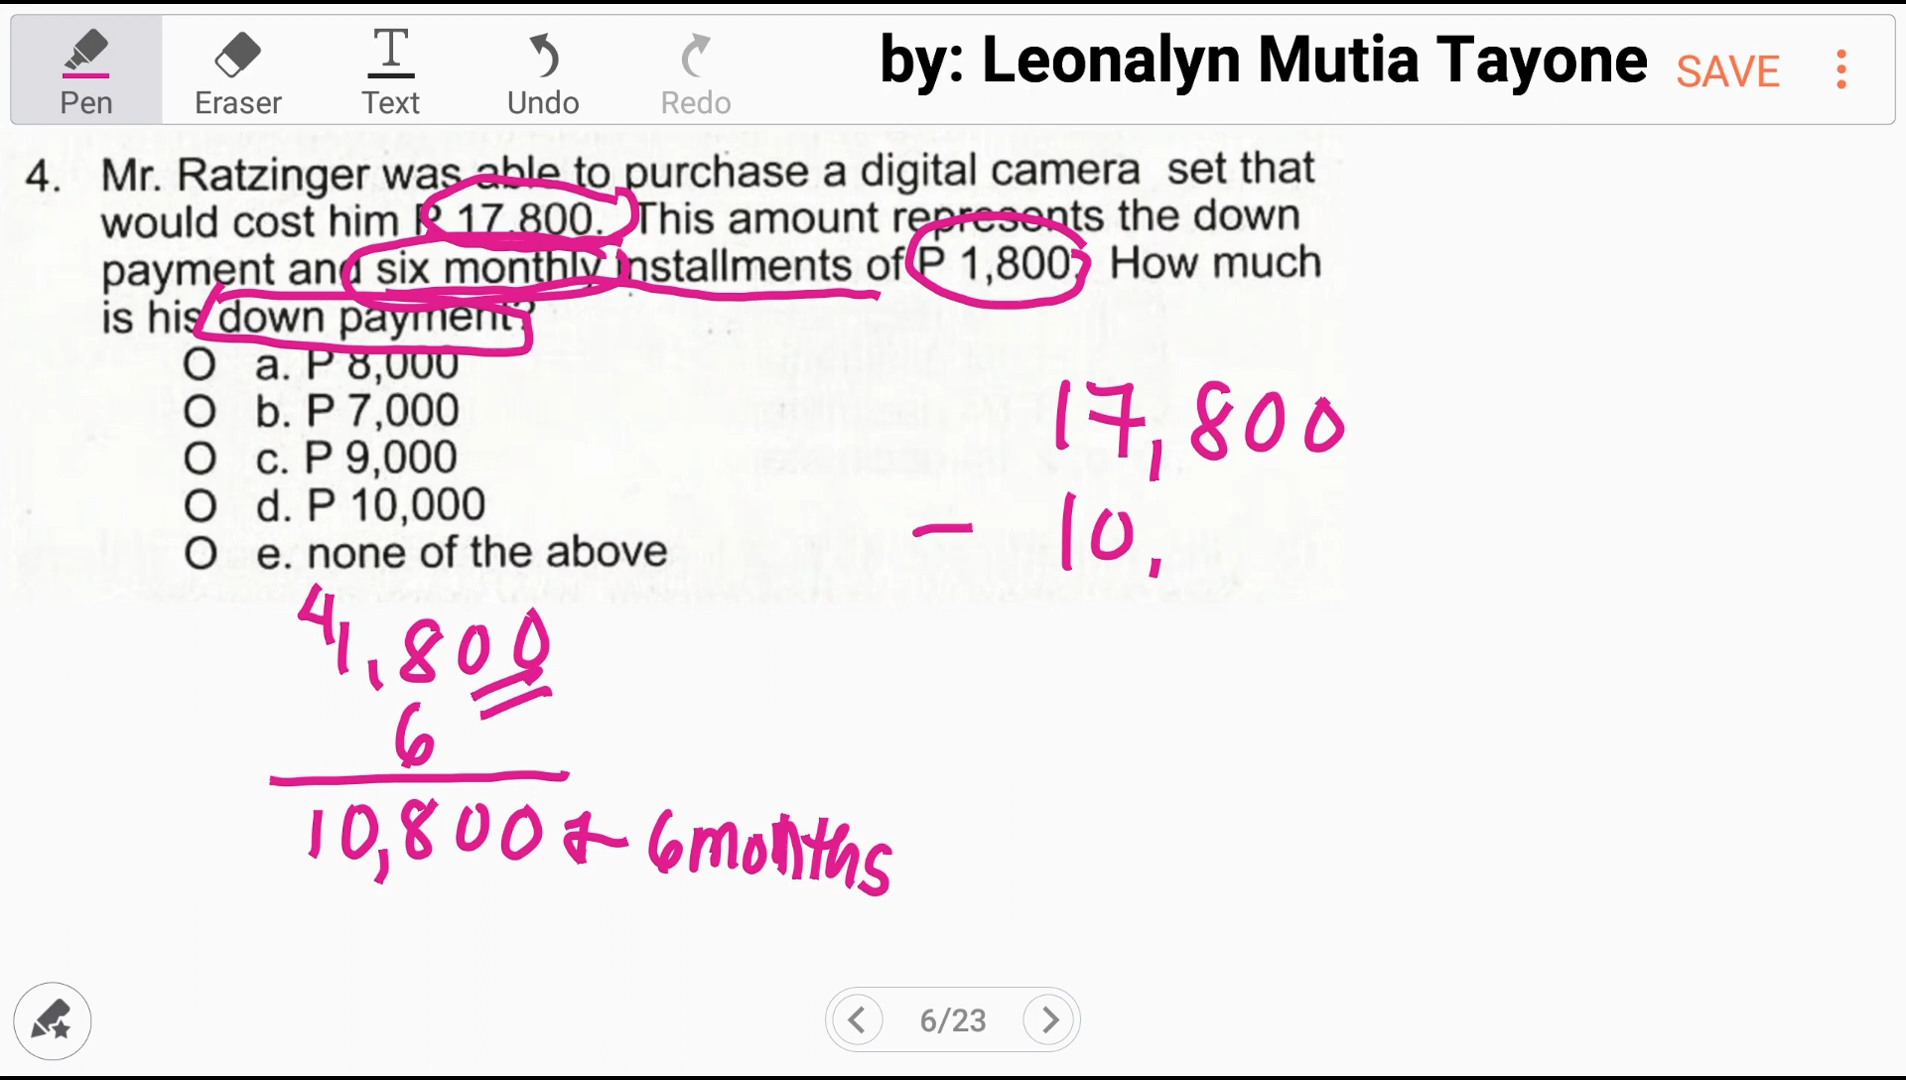 Pen
Eraser
Text
Undo
Redo
by: Leonalyn Mutia Tayone
SAVE
4. Mr. Ratzinger was able to purchase a digital camera set that
would cost him P 17,800. This amount represents the down
payment and six monthly installments of P 1,800. How much
is his down payment?
O a. P 8,000
O b. P 7,000
O c. P 9,000
O d. P 10,000
O e. none of the above
17,800
- 10,
4
1,800
6
10,800 ← 6 months
6/23